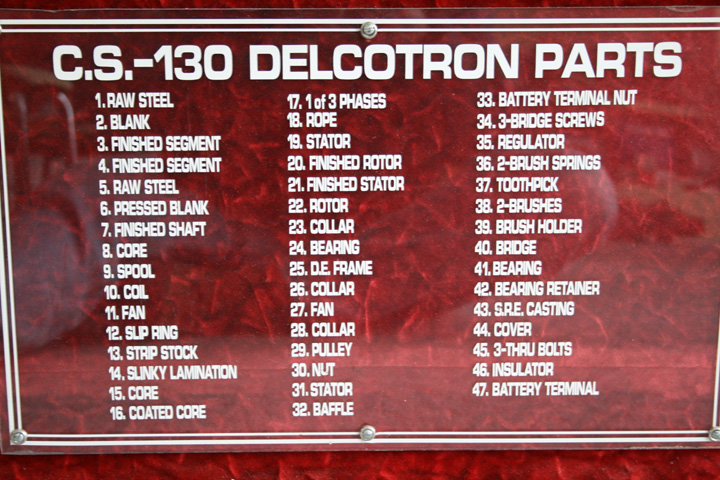 C.S.-130 DELCOTRON PARTS
1. RAW STEEL
2. BLANK
3. FINISHED SEGMENT
4. FINISHED SEGMENT
5. RAW STEEL
6. PRESSED BLANK
7. FINISHED SHAFT
8. CORE
9. SPOOL
10. COIL
11. FAN
12. SLIP RING
13. STRIP STOCK
14. SLINKY LAMINATION
15. CORE
16. COATED CORE
17. 1 of 3 PHASES
18. ROPE
19. STATOR
20. FINISHED ROTOR
21. FINISHED STATOR
22. ROTOR
23. COLLAR
24. BEARING
25. D.E. FRAME
26. COLLAR
27. FAN
28. COLLAR
29. PULLEY
30. NUT
31. STATOR
32. BAFFLE
33. BATTERY TERMINAL NUT
34. 3-BRIDGE SCREWS
35. REGULATOR
36. 2-BRUSH SPRINGS
37. TOOTHPICK
38. 2-BRUSHES
39. BRUSH HOLDER
40. BRIDGE
41. BEARING
42. BEARING RETAINER
43. S.R.E. CASTING
44. COVER
45. 3-THRU BOLTS
46. INSULATOR
47. BATTERY TERMINAL